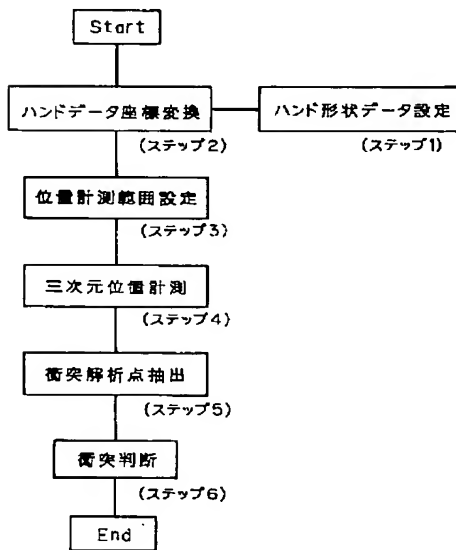 Start
ハンドデータ座標変換
ハンド形状データ設定
(ステップ2)
(ステップ1)
位置計測範囲設定
(ステップ3)
三次元位置計測
(ステップ4)
衝突解析点抽出
(ステップ5)
衝突判断
(ステップ6)
End